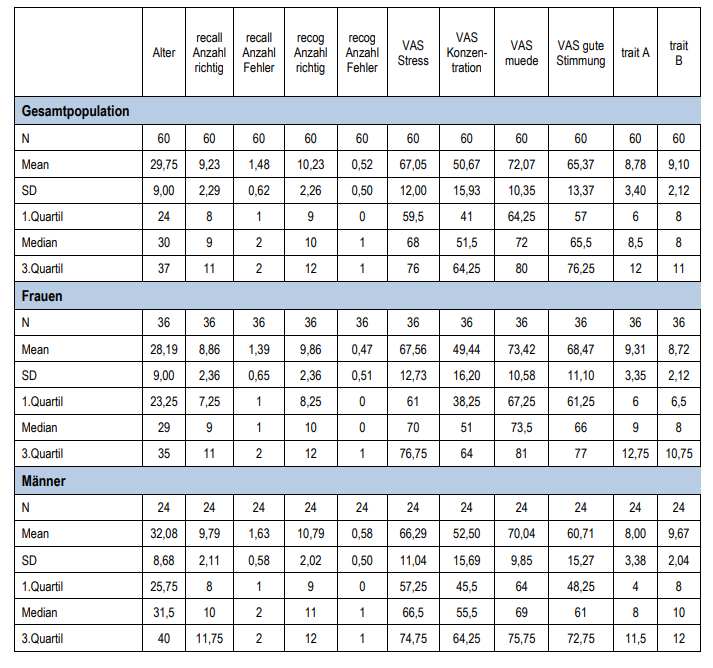 Alter recall Anzahl richtig recall Anzahl Fehler recog Anzahl richtig recog Anzahl Fehler VAS Stress VAS Konzen-tration VAS muede VAS gute Stimmung trait A trait B
Gesamtpopulation
N 60 60 60 60 60 60 60 60 60 60 60
Mean 29,75 9,23 1,48 10,23 0,52 67,05 50,67 72,07 65,37 8,78 9,10
SD 9,00 2,29 0,62 2,26 0,50 12,00 15,93 10,35 13,37 3,40 2,12
1.Quartil 24 8 1 9 0 59,5 41 64,25 57 6 8
Median 30 9 2 10 1 68 51,5 72 65,5 8,5 8
3.Quartil 37 11 2 12 1 76 64,25 80 76,25 12 11
Frauen
N 36 36 36 36 36 36 36 36 36 36 36
Mean 28,19 8,86 1,39 9,86 0,47 67,56 49,44 73,42 68,47 9,31 8,72
SD 9,00 2,36 0,65 2,36 0,51 12,73 16,20 10,58 11,10 3,35 2,12
1.Quartil 23,25 7,25 1 8,25 0 61 38,25 67,25 61,25 6 6,5
Median 29 9 1 10 0 70 51 73,5 66 9 8
3.Quartil 35 11 2 12 1 76,75 64 81 77 12,75 10,75
Männer
N 24 24 24 24 24 24 24 24 24 24 24
Mean 32,08 9,79 1,63 10,79 0,58 66,29 52,50 70,04 60,71 8,00 9,67
SD 8,68 2,11 0,58 2,02 0,50 11,04 15,69 9,85 15,27 3,38 2,04
1.Quartil 25,75 8 1 9 0 57,25 45,5 64 48,25 4 8
Median 31,5 10 2 11 1 66,5 55,5 69 61 8 10
3.Quartil 40 11,75 2 12 1 74,75 64,25 75,75 72,75 11,5 12